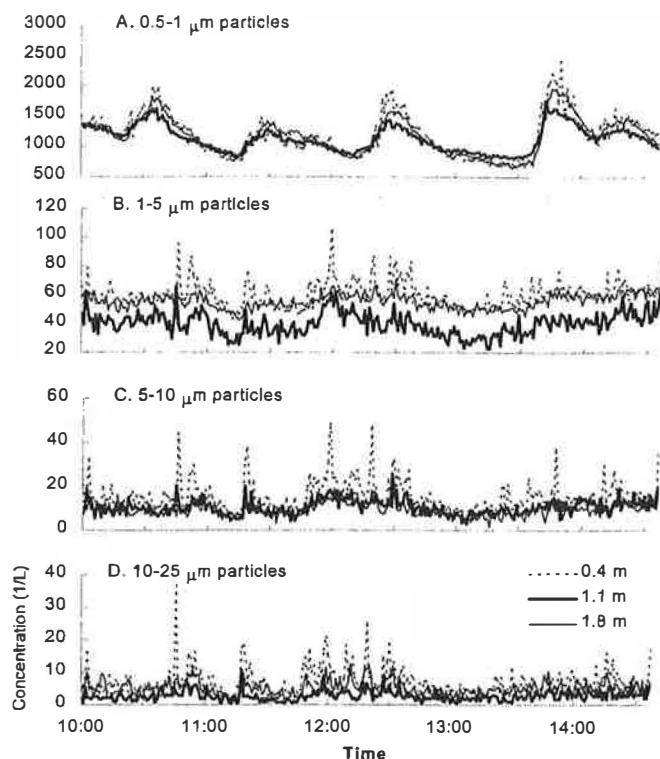 A. 0.5-1 μm particles
3000
2500
2000
1500
1000
500
B. 1-5 μm particles
120
100
80
60
40
20
C. 5-10 μm particles
60
40
20
0
D. 10-25 μm particles
40
30
20
10
0
0.4 m
1.1 m
1.8 m
Concentration (1/L)
10:00 11:00 12:00 13:00 14:00
Time